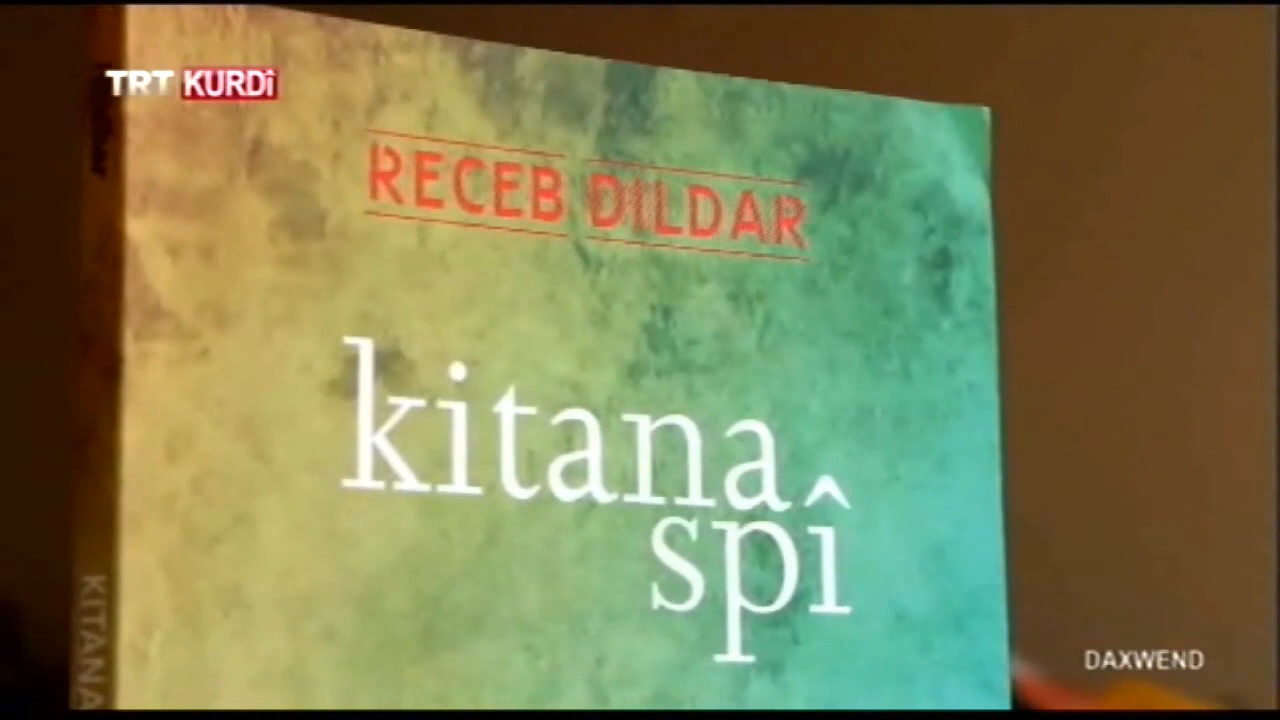 TRT KURDî
RECEB DILDAR
kitana
spî
KITANA
DAXWEND